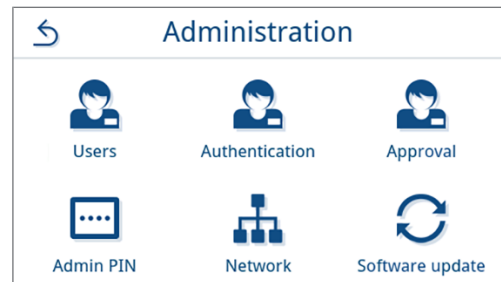 Administration
Users
Authentication
Approval
Admin PIN
Network
Software update